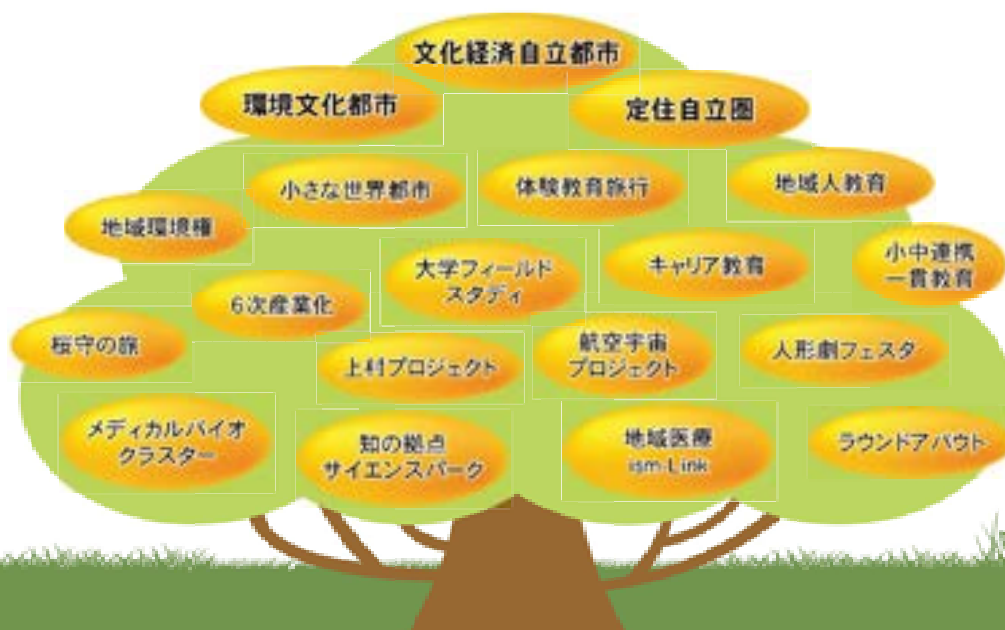 文化経済自立都市
環境文化都市
定住自立圏
小さな世界都市
体験教育旅行
地域人教育
地域環境権
大学フィールド
スタディ
キャリア教育
小中連携
一貫教育
6次産業化
桜守の旅
上村プロジェクト
航空宇宙
プロジェクト
人形劇フェスタ
メディカルバイオ
クラスター
知の拠点
サイエンスパーク
地域医療
ism-Link
ラウンドアバウト